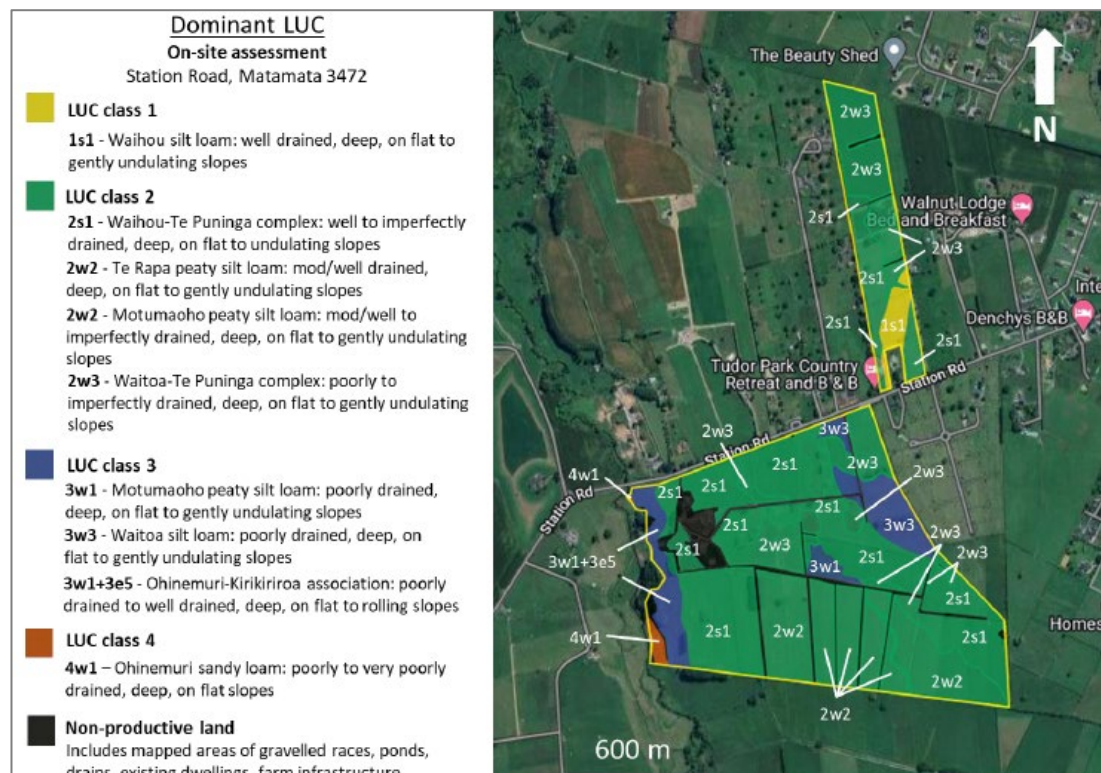 Dominant LUC
On-site assessment
Station Road, Matamata 3472
LUC class 1
1s1 - Waihou silt loam: well drained, deep, on flat to
gently undulating slopes
LUC class 2
2s1 - Waihou-Te Puninga complex: well to imperfectly
drained, deep, on flat to undulating slopes
2w2 - Te Rapa peaty silt loam: mod/well drained,
deep, on flat to gently undulating slopes
2w2 - Motumaoho peaty silt loam: mod/well to
imperfectly drained, deep, on flat to gently undulating
slopes
2w3 - Waitoa-Te Puninga complex: poorly to
imperfectly drained, deep, on flat to gently undulating
slopes
LUC class 3
3w1 - Motumaoho peaty silt loam: poorly drained,
deep, on flat to gently undulating slopes
3w3 - Waitoa silt loam: poorly drained, deep, on
flat to gently undulating slopes
3w1+3e5 - Ohinemuri-Kirikiriroa association: poorly
drained to well drained, deep, on flat to rolling slopes
LUC class 4
4w1 – Ohinemuri sandy loam: poorly to very poorly
drained, deep, on flat slopes
Non-productive land
Includes mapped areas of gravelled races, ponds,
drains, existing dwellings, farm infrastructure
The Beauty Shed
N
2w3
2w3
Walnut Lodge
Bed and Breakfast
2s1
2w3
2s1
Inte
1s1
Denchys B&B
2s1
2s1
Tudor Park Country
Retreat and B & B
Station Rd
3w3
2w3
Station Rd
2s1
2w3
2w3
4w1
2s1
2s1
Station Rd
2s1
2s1
3w3
2w3
2s1
2w3
2s1
2w3
3w1+3e5
3w1
2s1
2s1
Homes
4w1
2s1
2w2
2s1
2w2
2w2
600 m